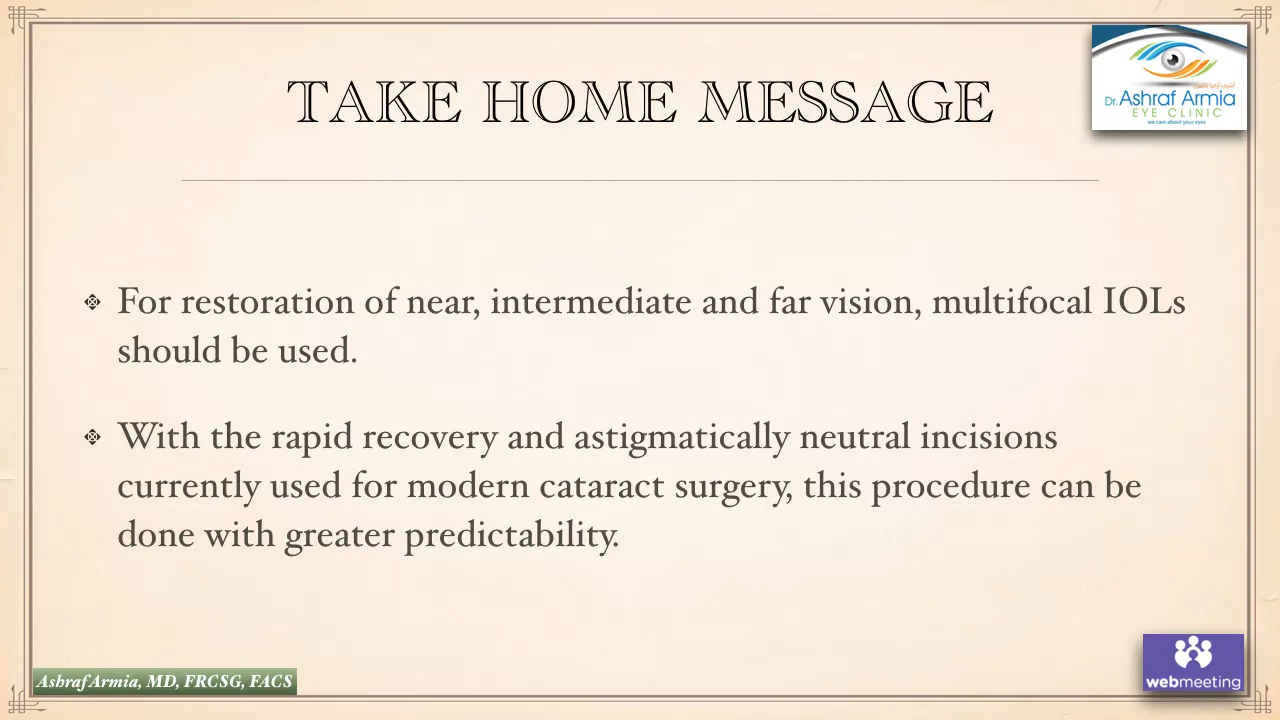 TAKE HOME MESSAGE
Dr. Ashraf Armia
EYE CLINIC
we care about your eyes
For restoration of near, intermediate and far vision, multifocal IOLs
should be used.
With the rapid recovery and astigmatically neutral incisions
currently used for modern cataract surgery, this procedure can be
done with greater predictability.
Ashraf Armia, MD, FRCSG, FACS
webmeeting